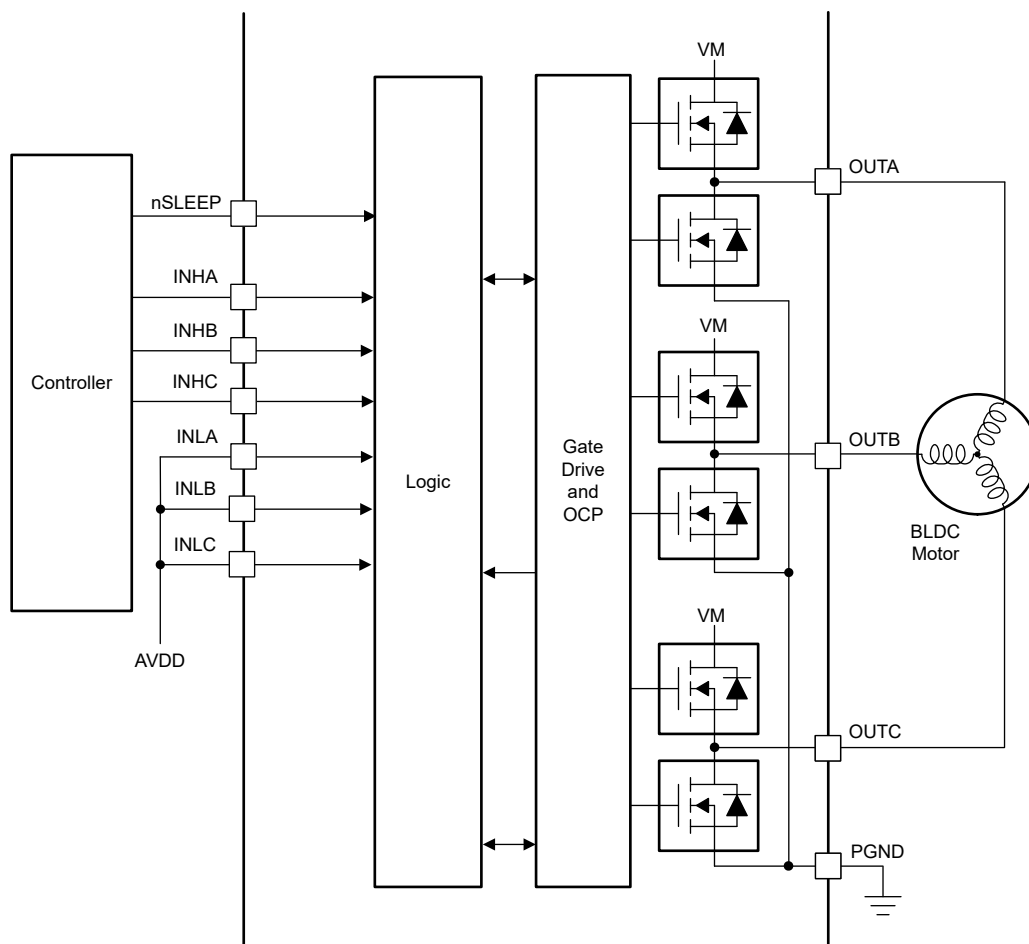 VM
OUTA
nSLEEP
INHA
INHB
INHC
INLA
INLB
INLC
AVDD
Controller
Logic
Gate
Drive
and
OCP
VM
OUTB
BLDC
Motor
VM
OUTC
PGND